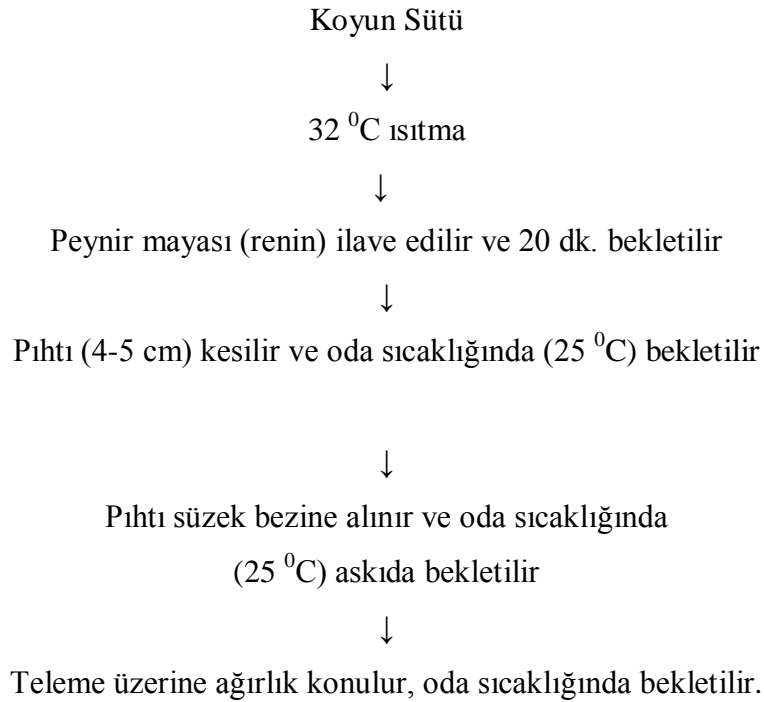 Koyun Sütü
↓
32 ⁰C ısıtma
↓
Peynir mayası (renin) ilave edilir ve 20 dk. bekletilir
↓
Pıhtı (4-5 cm) kesilir ve oda sıcaklığında (25 ⁰C) bekletilir
↓
Pıhtı süzek bezine alınır ve oda sıcaklığında
(25 ⁰C) askıda bekletilir
↓
Teleme üzerine ağırlık konulur, oda sıcaklığında bekletilir.